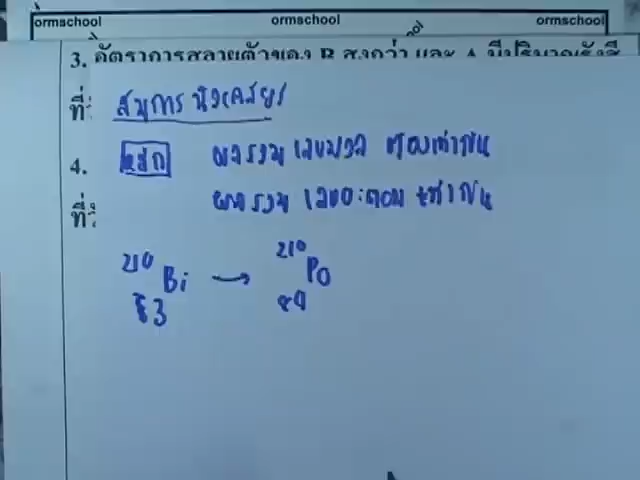 ormschool ormschool ormschool
3. อัตราการสลายตัวของ B สูงกว่า และ A มีปริมาณรังสี
ที่
สมการนิวเคลียร์
4. หลัก ผลรวม เลขมวล ต้องเท่ากัน
ที่
ผลรวม เลขอะตอม เท่ากัน
210 210
Bi → Po
83 84